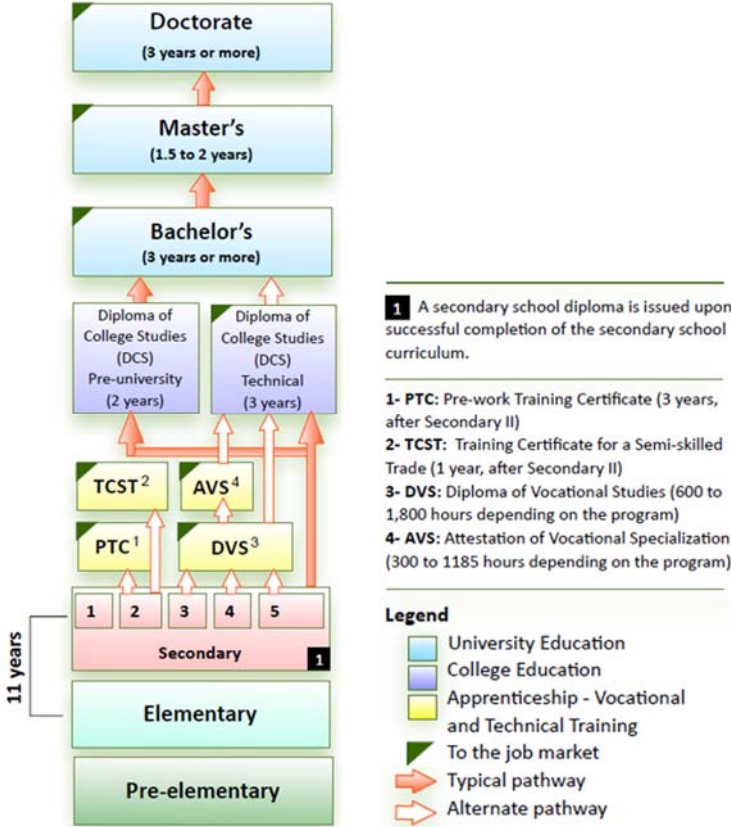 Doctorate
(3 years or more)
Master's
(1.5 to 2 years)
Bachelor's
(3 years or more)
Diploma of
College Studies
(DCS)
Pre-university
(2 years)
Diploma of
College Studies
(DCS)
Technical
(3 years)
TCST2
AVS4
PTC1
DVS3
1
2
3
4
5
Secondary
1
11 years
Elementary
Pre-elementary
1 A secondary school diploma is issued upon
successful completion of the secondary school
curriculum.
1- PTC: Pre-work Training Certificate (3 years,
after Secondary II)
2- TCST: Training Certificate for a Semi-skilled
Trade (1 year, after Secondary II)
3- DVS: Diploma of Vocational Studies (600 to
1,800 hours depending on the program)
4- AVS: Attestation of Vocational Specialization
(300 to 1185 hours depending on the program)
Legend
University Education
College Education
Apprenticeship - Vocational
and Technical Training
To the job market
Typical pathway
Alternate pathway